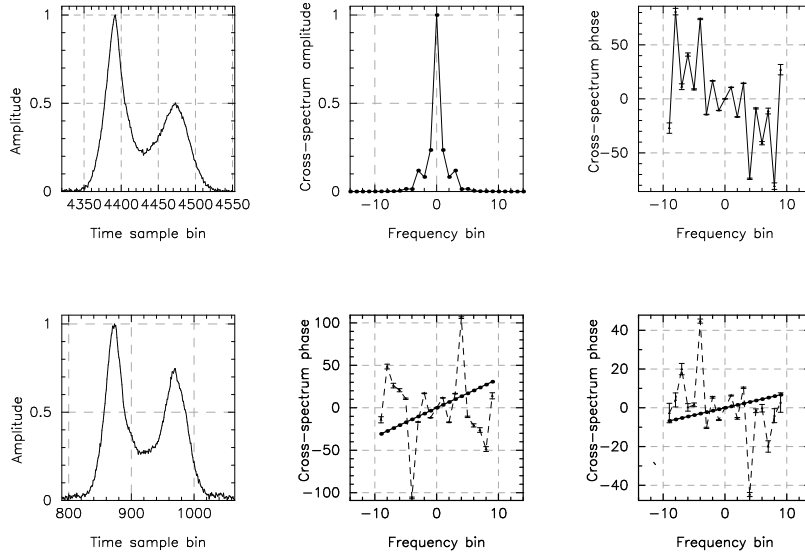 1
0.5
0
Amplitude
4350 4400 4450 4500 4550
Time sample bin
1
0.5
0
Cross-spectrum amplitude
-10 0 10
Frequency bin
50
0
-50
Cross-spectrum phase
-10 0 10
Frequency bin
1
0.5
0
Amplitude
800 900 1000
Time sample bin
100
50
0
-50
-100
Cross-spectrum phase
-10 0 10
Frequency bin
40
20
0
-20
-40
Cross-spectrum phase
-10 0 10
Frequency bin